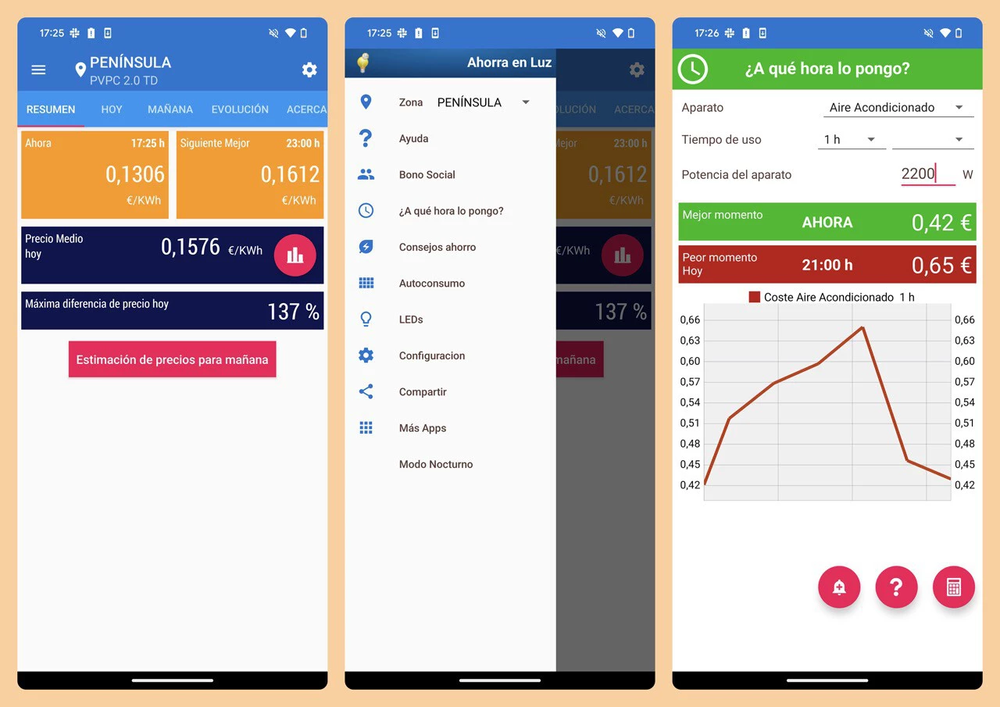 17:25
PENÍNSULA
PVPC 2.0 TD
RESUMEN HOY MAÑANA EVOLUCIÓN ACERCA
Ahora 17:25 h
0,1306
€/KWh
Siguiente Mejor 23:00 h
0,1612
€/KWh
Precio Medio
hoy
0,1576 €/KWh
Máxima diferencia de precio hoy
137 %
Estimación de precios para mañana
17:25
Ahorra en Luz
Zona PENÍNSULA
Ayuda
Bono Social
¿A qué hora lo pongo?
Consejos ahorro
Autoconsumo
LEDs
Configuracion
Compartir
Más Apps
Modo Nocturno
OLUCIÓN ACERCA
Mejor 23:00 h
0,1612
€/KWh
€/KWh
137 %
mañana
17:26
¿A qué hora lo pongo?
Aparato Aire Acondicionado
Tiempo de uso 1 h
Potencia del aparato 2200 W
Mejor momento AHORA 0,42 €
Peor momento
Hoy
21:00 h 0,65 €
Coste Aire Acondicionado 1 h
0,66 0,66
0,63 0,63
0,60 0,60
0,57 0,57
0,54 0,54
0,51 0,51
0,48 0,48
0,45 0,45
0,42 0,42